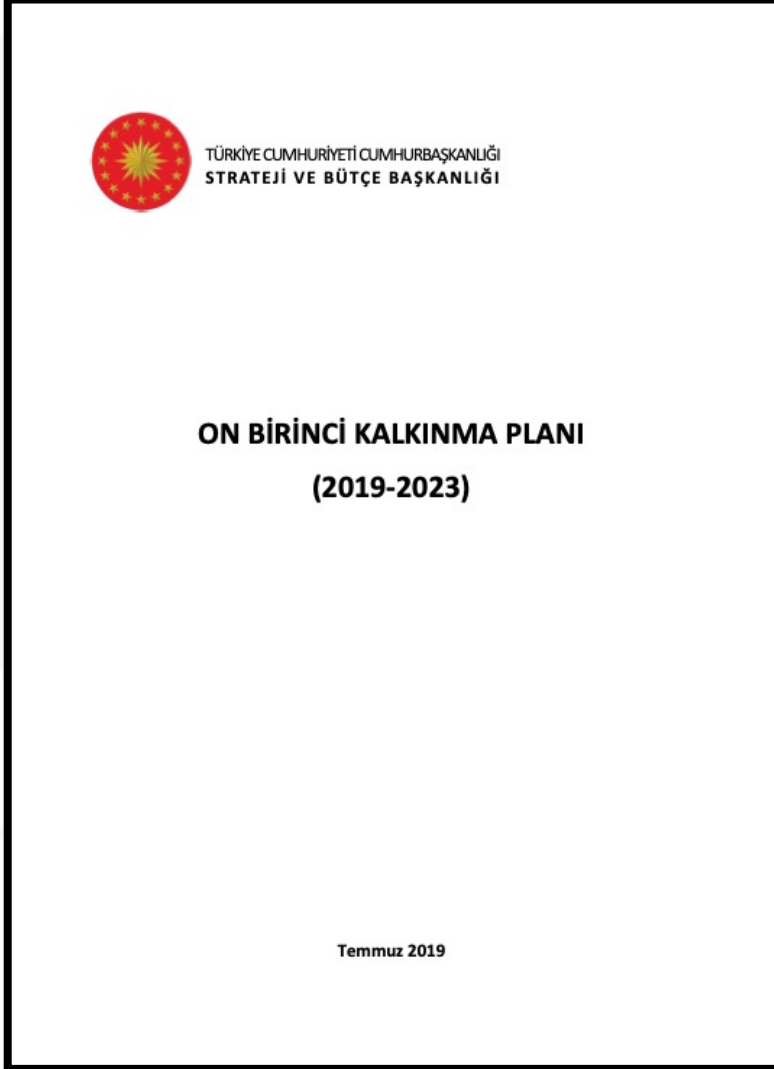 TÜRKİYE CUMHURİYETİ CUMHURBAŞKANLIĞI
STRATEJİ VE BÜTÇE BAŞKANLIĞI
ON BİRİNCİ KALKINMA PLANI
(2019-2023)
Temmuz 2019